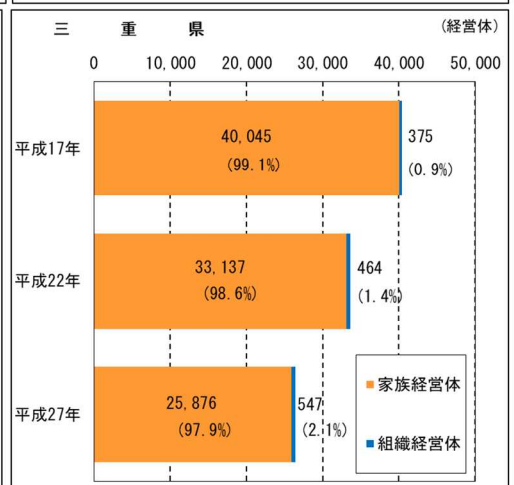 三重県
(経営体)
0 10,000 20,000 30,000 40,000 50,000
平成17年
40,045
(99.1%)
375
(0.9%)
平成22年
33,137
(98.6%)
464
(1.4%)
平成27年
25,876
(97.9%)
547
(2.1%)
家族経営体
組織経営体